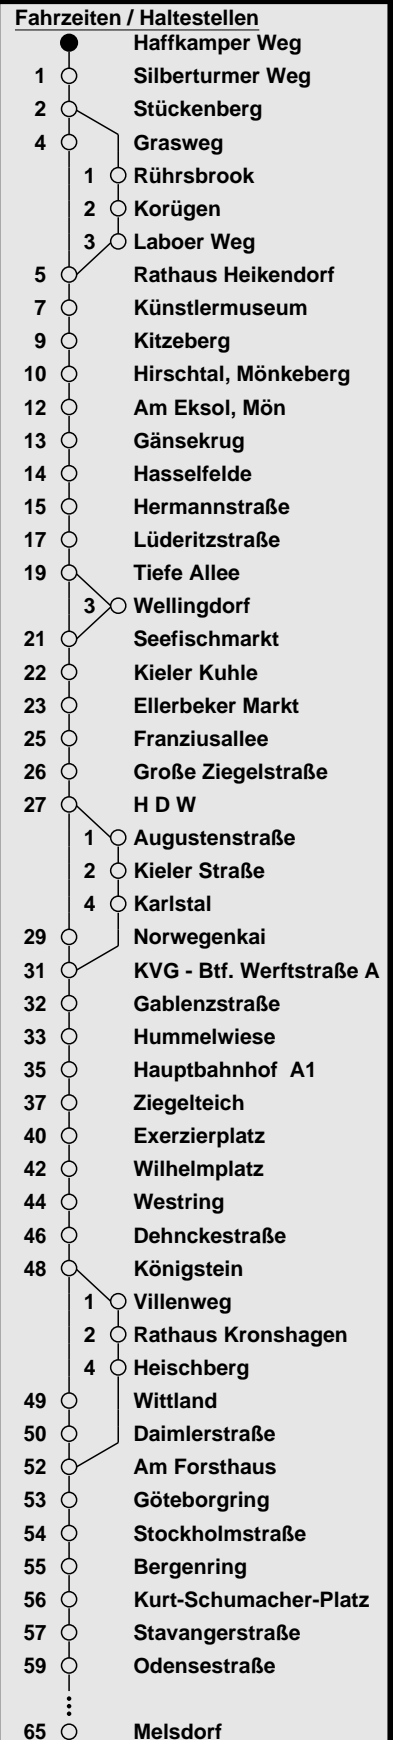 Fahrzeiten / Haltestellen
Haffkamper Weg
1 Silberturmer Weg
2 Stückenberg
4 Grasweg
1 Rührsbrook
2 Korügen
3 Laboer Weg
5 Rathaus Heikendorf
7 Künstlermuseum
9 Kitzeberg
10 Hirschtal, Mönkeberg
12 Am Eksol, Mön
13 Gänsekrug
14 Hasselfelde
15 Hermannstraße
17 Lüderitzstraße
19 Tiefe Allee
3 Wellingdorf
21 Seefischmarkt
22 Kieler Kuhle
23 Ellerbeker Markt
25 Franziusallee
26 Große Ziegelstraße
27 H D W
1 Augustenstraße
2 Kieler Straße
4 Karlstal
29 Norwegenkai
31 KVG - Btf. Werftstraße A
32 Gablenzstraße
33 Hummelwiese
35 Hauptbahnhof A1
37 Ziegelteich
40 Exerzierplatz
42 Wilhelmplatz
44 Westring
46 Dehnckestraße
48 Königstein
1 Villenweg
2 Rathaus Kronshagen
4 Heischberg
49 Wittland
50 Daimlerstraße
52 Am Forsthaus
53 Göteborgring
54 Stockholmstraße
55 Bergenring
56 Kurt-Schumacher-Platz
57 Stavangerstraße
59 Odensestraße
65 Melsdorf